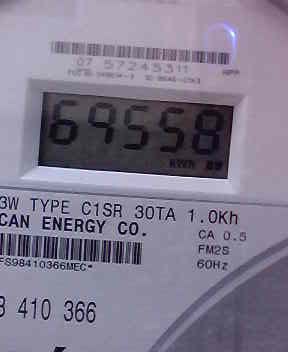 07 57245311
69558
KWH
3W TYPE C1SR 30TA 1.0Kh
CAN ENERGY CO.
CA 0.5
FM2S
FS98410366MEC*
60Hz
8 410 366